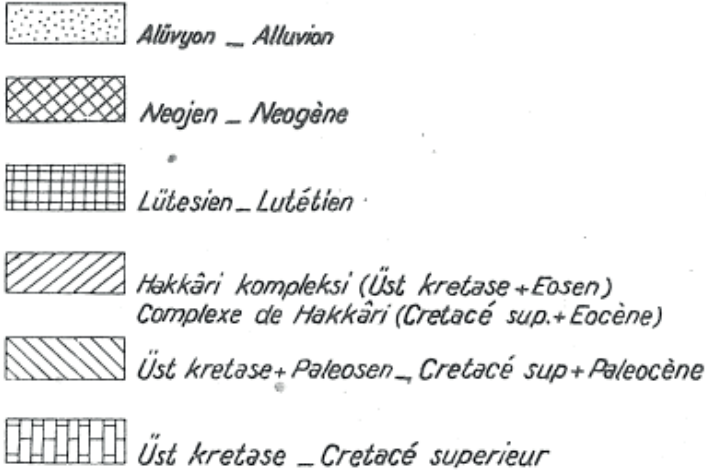 Alüvyon _ Alluvion
Neojen _ Neogène
Lütesien _ Lutétien
Hakkâri kompleksi (Üst kretase + Eosen)
Complexe de Hakkâri (Cretacé sup. + Eocène)
Üst kretase + Paleosen _ Cretacé sup + Paleocène
Üst kretase _ Cretacé superieur